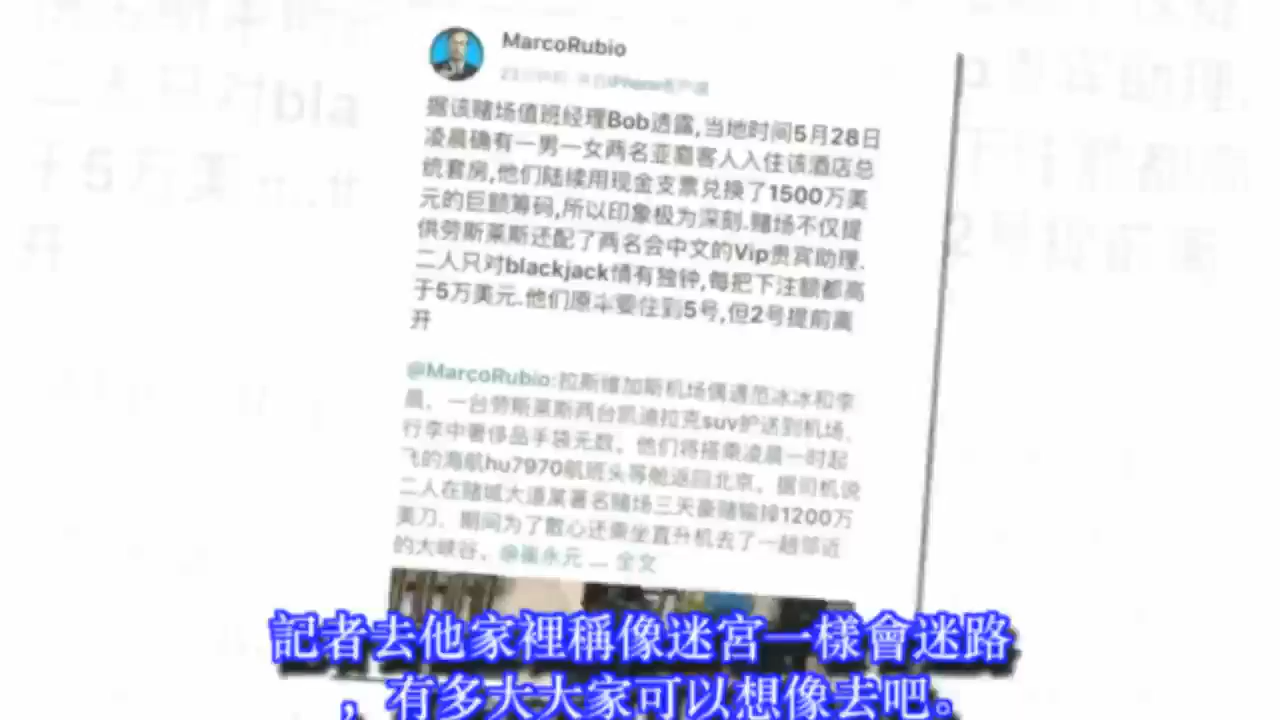 MarcoRubio
据该赌场值班经理Bob透露,当地时间5月28日
凌晨确有一男一女两名亚裔客人入住该酒店总
统套房,他们陆续用现金支票兑换了1500万美
元的巨额筹码,所以印象极为深刻.赌场不仅提
供劳斯莱斯还配了两名会中文的Vip贵宾助理.
二人只对blackjack情有独钟,每把下注额都高
于5万美元.他们原本要住到5号,但2号提前离
开
@MarcoRubio:拉斯维加斯机场偶遇范冰冰和李
晨，一台劳斯莱斯两台凯迪拉克suv护送到机场，
行李中奢侈品手袋无数，他们将搭乘凌晨一时起
飞的海航hu7970航班头等舱返回北京，据司机说
二人在赌城大道某著名赌场三天豪赌输掉1200万
美刀，期间为了散心还乘坐直升机去了一趟邻近
的大峡谷，@崔永元 ... 全文
記者去他家裡稱像迷宮一樣會迷路
，有多大大家可以想像去吧。